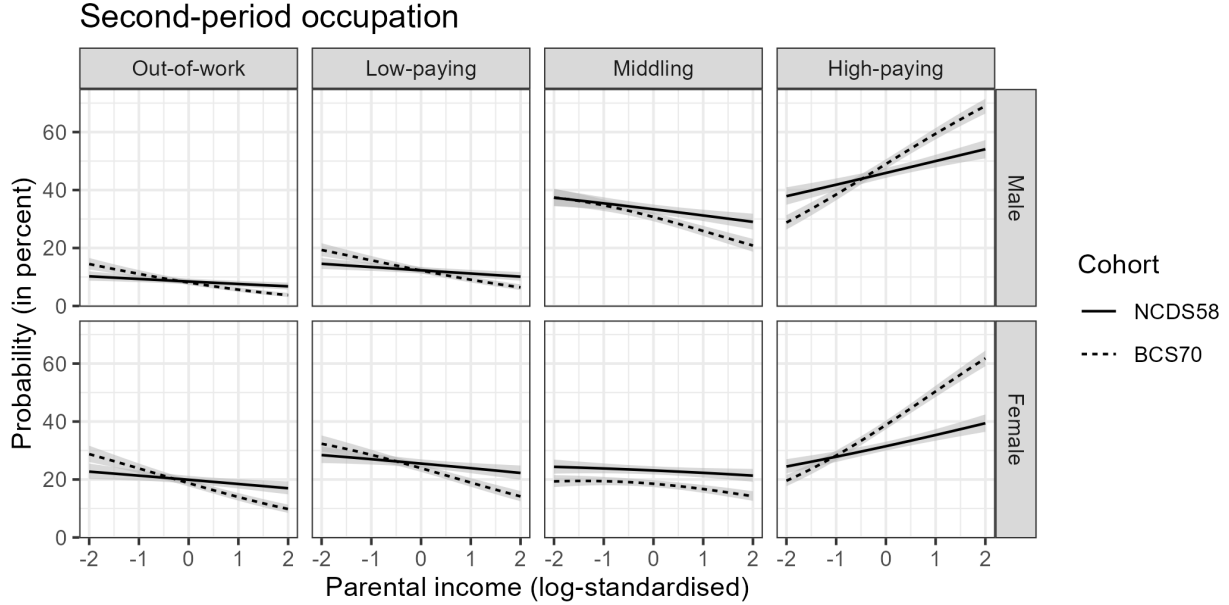 Second-period occupation
Out-of-work Low-paying Middling High-paying
Probability (in percent)
60
40
20
0
Male
60
40
20
0
Female
-2 -1 0 1 2 -2 -1 0 1 2 -2 -1 0 1 2 -2 -1 0 1 2
Parental income (log-standardised)
Cohort
NCDS58
BCS70